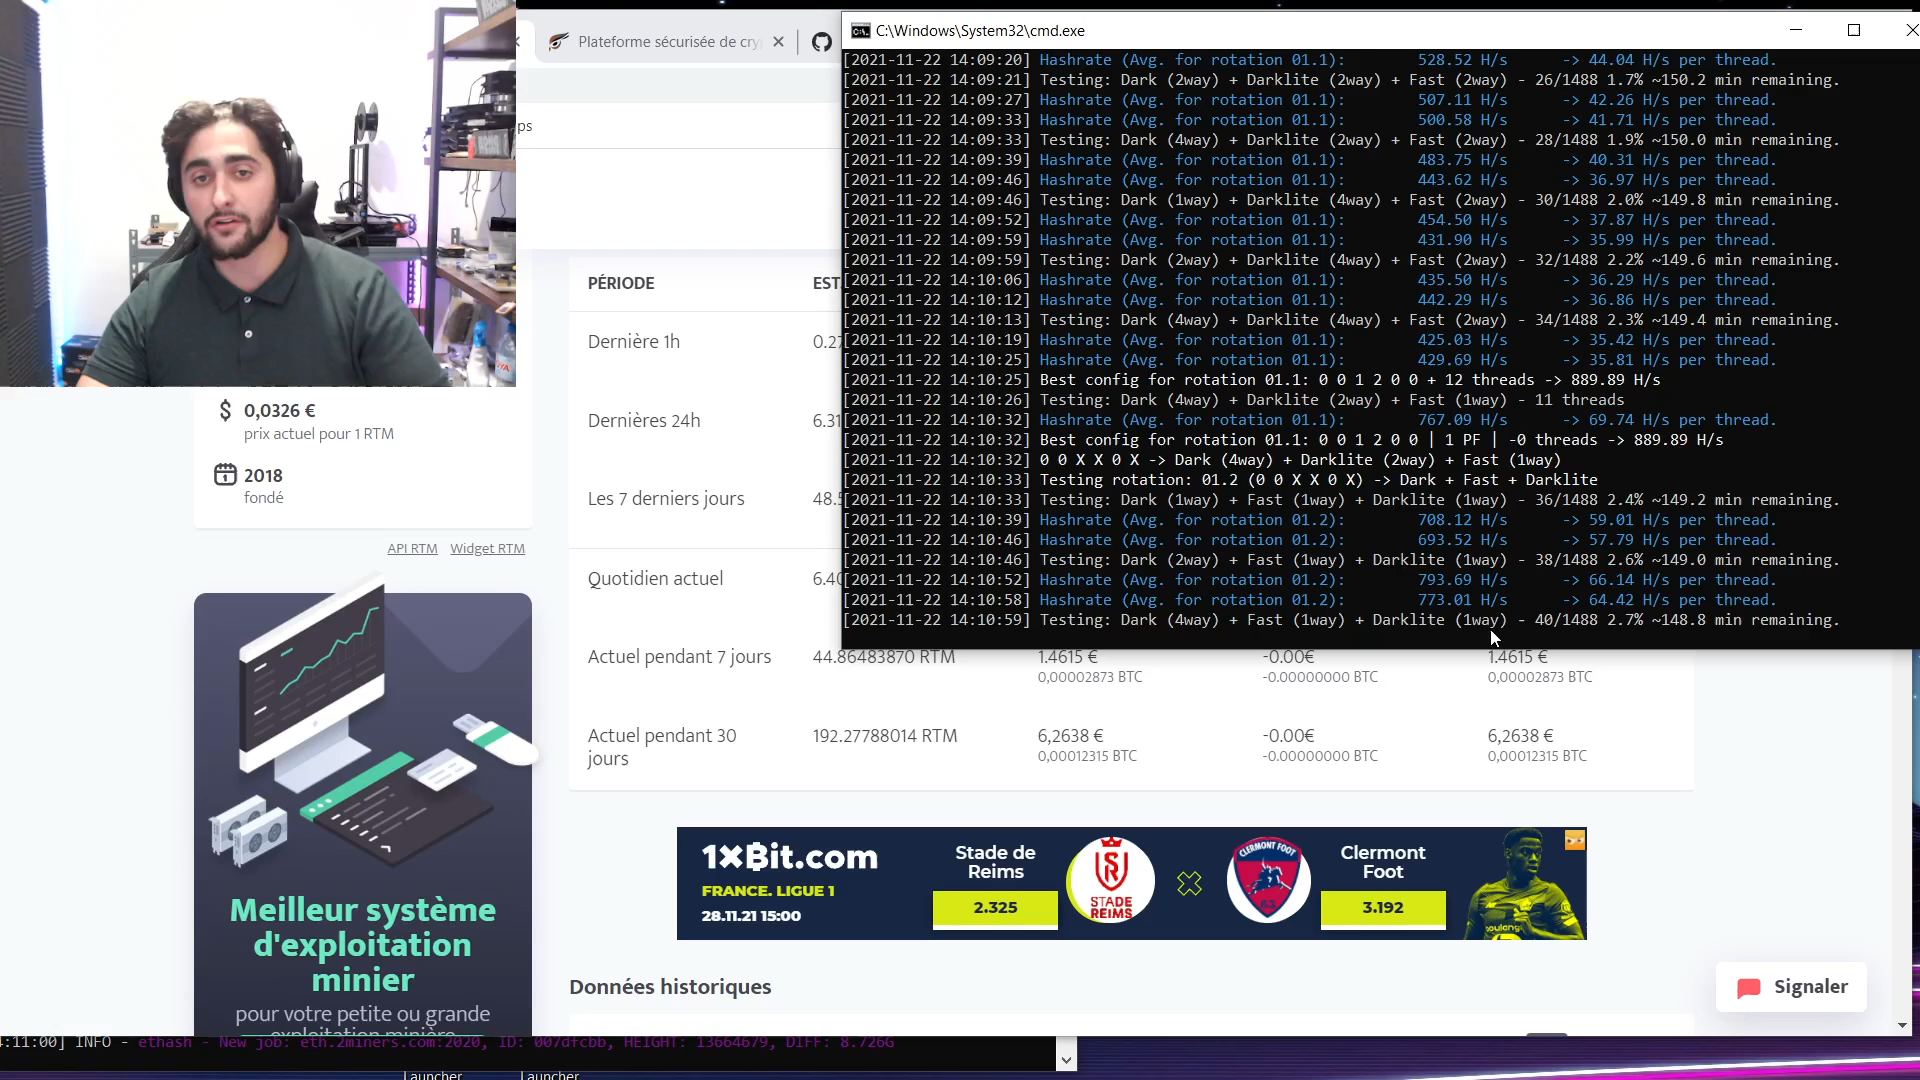 Plateforme sécurisée de cry
C:\Windows\System32\cmd.exe
[2021-11-22 14:09:20] Hashrate (Avg. for rotation 01.1): 528.52 H/s -> 44.04 H/s per thread.
[2021-11-22 14:09:21] Testing: Dark (2way) + Darklite (2way) + Fast (2way) - 26/1488 1.7% ~150.2 min remaining.
[2021-11-22 14:09:27] Hashrate (Avg. for rotation 01.1): 507.11 H/s -> 42.26 H/s per thread.
[2021-11-22 14:09:33] Hashrate (Avg. for rotation 01.1): 500.58 H/s -> 41.71 H/s per thread.
[2021-11-22 14:09:33] Testing: Dark (4way) + Darklite (2way) + Fast (2way) - 28/1488 1.9% ~150.0 min remaining.
[2021-11-22 14:09:39] Hashrate (Avg. for rotation 01.1): 483.75 H/s -> 40.31 H/s per thread.
[2021-11-22 14:09:46] Hashrate (Avg. for rotation 01.1): 443.62 H/s -> 36.97 H/s per thread.
[2021-11-22 14:09:46] Testing: Dark (1way) + Darklite (4way) + Fast (2way) - 30/1488 2.0% ~149.8 min remaining.
[2021-11-22 14:09:52] Hashrate (Avg. for rotation 01.1): 454.50 H/s -> 37.87 H/s per thread.
[2021-11-22 14:09:59] Hashrate (Avg. for rotation 01.1): 431.90 H/s -> 35.99 H/s per thread.
[2021-11-22 14:09:59] Testing: Dark (2way) + Darklite (4way) + Fast (2way) - 32/1488 2.2% ~149.6 min remaining.
[2021-11-22 14:10:06] Hashrate (Avg. for rotation 01.1): 435.50 H/s -> 36.29 H/s per thread.
[2021-11-22 14:10:12] Hashrate (Avg. for rotation 01.1): 442.29 H/s -> 36.86 H/s per thread.
[2021-11-22 14:10:13] Testing: Dark (4way) + Darklite (4way) + Fast (2way) - 34/1488 2.3% ~149.4 min remaining.
[2021-11-22 14:10:19] Hashrate (Avg. for rotation 01.1): 425.03 H/s -> 35.42 H/s per thread.
[2021-11-22 14:10:25] Hashrate (Avg. for rotation 01.1): 429.69 H/s -> 35.81 H/s per thread.
[2021-11-22 14:10:25] Best config for rotation 01.1: 0 0 1 2 0 0 + 12 threads -> 889.89 H/s
[2021-11-22 14:10:26] Testing: Dark (4way) + Darklite (2way) + Fast (1way) - 11 threads
[2021-11-22 14:10:32] Hashrate (Avg. for rotation 01.1): 767.09 H/s -> 69.74 H/s per thread.
[2021-11-22 14:10:32] Best config for rotation 01.1: 0 0 1 2 0 0 | 1 PF | -0 threads -> 889.89 H/s
[2021-11-22 14:10:32] 0 0 X X 0 X -> Dark (4way) + Darklite (2way) + Fast (1way)
[2021-11-22 14:10:33] Testing rotation: 01.2 (0 0 X X 0 X) -> Dark + Fast + Darklite
[2021-11-22 14:10:33] Testing: Dark (1way) + Fast (1way) + Darklite (1way) - 36/1488 2.4% ~149.2 min remaining.
[2021-11-22 14:10:39] Hashrate (Avg. for rotation 01.2): 708.12 H/s -> 59.01 H/s per thread.
[2021-11-22 14:10:46] Hashrate (Avg. for rotation 01.2): 693.52 H/s -> 57.79 H/s per thread.
[2021-11-22 14:10:46] Testing: Dark (2way) + Fast (1way) + Darklite (1way) - 38/1488 2.6% ~149.0 min remaining.
[2021-11-22 14:10:52] Hashrate (Avg. for rotation 01.2): 793.69 H/s -> 66.14 H/s per thread.
[2021-11-22 14:10:58] Hashrate (Avg. for rotation 01.2): 773.01 H/s -> 64.42 H/s per thread.
[2021-11-22 14:10:59] Testing: Dark (4way) + Fast (1way) + Darklite (1way) - 40/1488 2.7% ~148.8 min remaining.
ps
PÉRIODE EST
Dernière 1h 0.27
Dernières 24h 6.31
Les 7 derniers jours 48.5
Quotidien actuel 6.40
Actuel pendant 7 jours 44.86483870 RTM 1.4615 € -0.00€ 1.4615 €
0,00002873 BTC -0.00000000 BTC 0,00002873 BTC
Actuel pendant 30 jours 192.27788014 RTM 6,2638 € -0.00€ 6,2638 €
0,00012315 BTC -0.00000000 BTC 0,00012315 BTC
0,0326 €
prix actuel pour 1 RTM
2018
fondé
API RTM Widget RTM
Meilleur système
d'exploitation
minier
pour votre petite ou grande
exploitation minière
1XBit.com
FRANCE. LIGUE 1
28.11.21 15:00
Stade de
Reims
2.325
STADE
REIMS
CLERMONT FOOT
63
Clermont
Foot
3.192
Données historiques
Signaler
:11:00] INFO - ethash - New job: eth.2miners.com:2020, ID: 007dfcbb, HEIGHT: 13664679, DIFF: 8.726G
Launcher Launcher